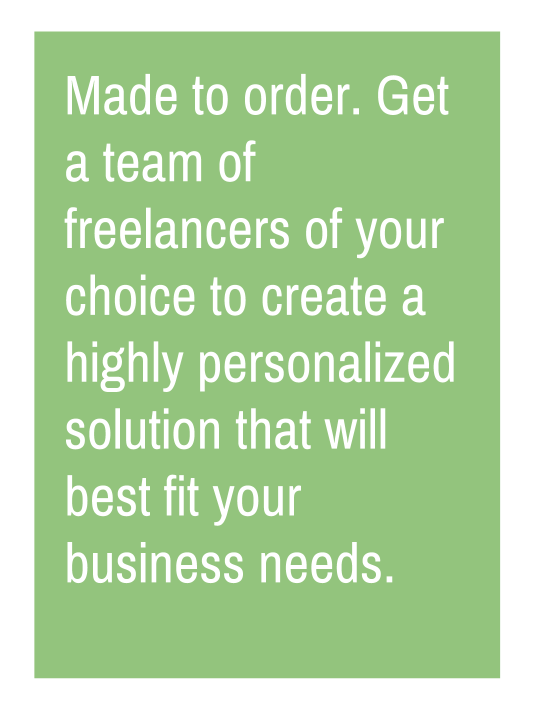 Made to order. Get
a team of
freelancers of your
choice to create a
highly personalized
solution that will
best fit your
business needs.